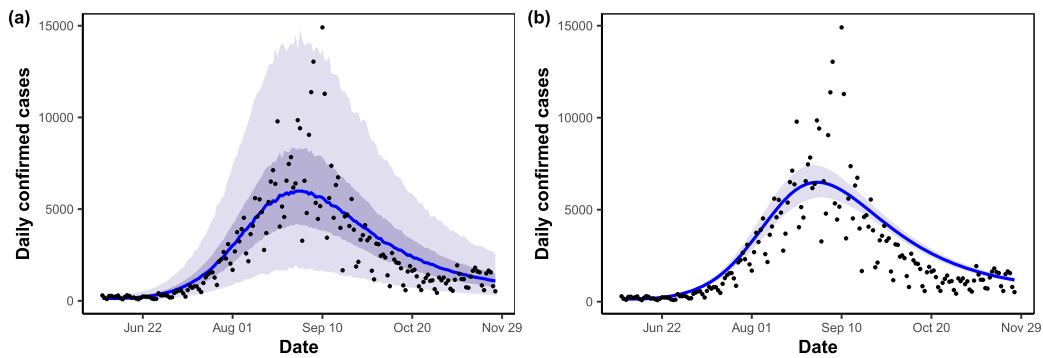 (a)
Daily confirmed cases
15000
10000
5000
0
Jun 22
Aug 01
Sep 10
Oct 20
Nov 29
Date
(b)
Daily confirmed cases
15000
10000
5000
0
Jun 22
Aug 01
Sep 10
Oct 20
Nov 29
Date